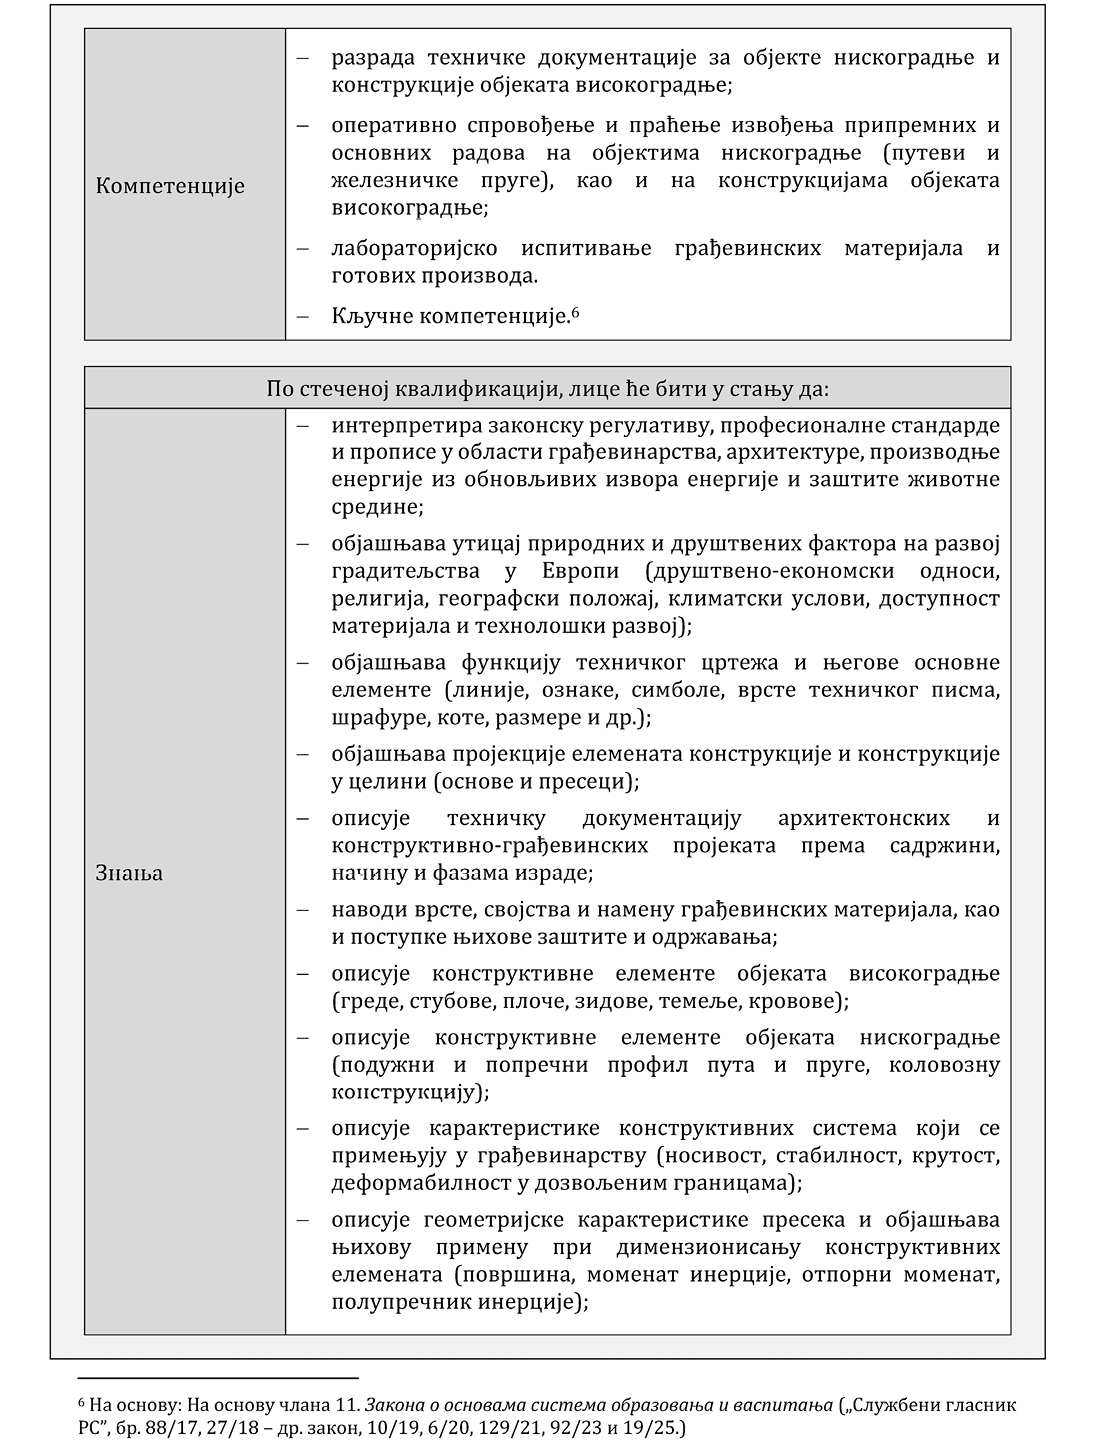 – разрада техничке документације за објекте нискоградње и
конструкције објеката високоградње;
– оперативно спровођење и праћење извођења припремних и
основних радова на објектима нискоградње (путеви и
железничке пруге), као и на конструкцијама објеката
високоградње;
Компетенције
– лабораторијско испитивање грађевинских материјала и
готових производа.
– Кључне компетенције.⁶
По стеченој квалификацији, лице ће бити у стању да:
– интерпретира законску регулативу, професионалне стандарде
и прописе у области грађевинарства, архитектуре, производње
енергије из обновљивих извора енергије и заштите животне
средине;
– објашњава утицај природних и друштвених фактора на развој
градитељства у Европи (друштвено-економски односи,
религија, географски положај, климатски услови, доступност
материјала и технолошки развој);
– објашњава функцију техничког цртежа и његове основне
елементе (линије, ознаке, симболе, врсте техничког писма,
шрафуре, коте, размере и др.);
– објашњава пројекције елемената конструкције и конструкције
у целини (основе и пресеци);
– описује техничку документацију архитектонских и
конструктивно-грађевинских пројеката према садржини,
начину и фазама израде;
Знања
– наводи врсте, својства и намену грађевинских материјала, као
и поступке њихове заштите и одржавања;
– описује конструктивне елементе објеката високоградње
(греде, стубове, плоче, зидове, темеље, кровове);
– описује конструктивне елементе објеката нискоградње
(подужни и попречни профил пута и пруге, коловозну
конструкцију);
– описује карактеристике конструктивних система који се
примењују у грађевинарству (носивост, стабилност, крутост,
деформабилност у дозвољеним границама);
– описује геометријске карактеристике пресека и објашњава
њихову примену при димензионисању конструктивних
елемената (површина, моменат инерције, отпорни моменат,
полупречник инерције);
⁶ На основу: На основу члана 11. Закона о основама система образовања и васпитања („Службени гласник
РС”, бр. 88/17, 27/18 – др. закон, 10/19, 6/20, 129/21, 92/23 и 19/25.)